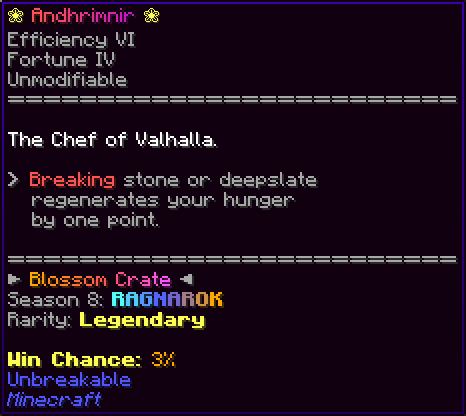 ❀ Andhrimnir ❀
Efficiency VI
Fortune IV
Unmodifiable
================================
The Chef of Valhalla.
> Breaking stone or deepslate
regenerates your hunger
by one point.
================================
► Blossom Crate ◄
Season 8: RAGNAROK
Rarity: Legendary
Win Chance: 3%
Unbreakable
Minecraft